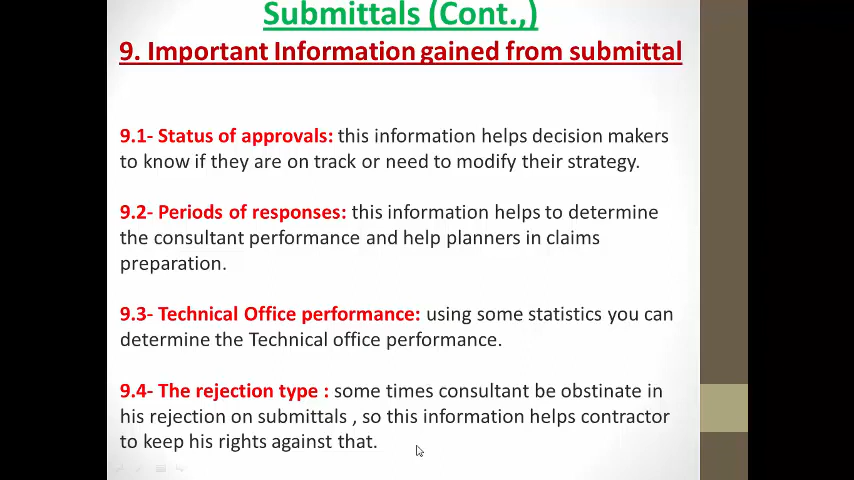 Submittals (Cont.,)
9. Important Information gained from submittal
9.1- Status of approvals: this information helps decision makers
to know if they are on track or need to modify their strategy.
9.2- Periods of responses: this information helps to determine
the consultant performance and help planners in claims
preparation.
9.3- Technical Office performance: using some statistics you can
determine the Technical office performance.
9.4- The rejection type : some times consultant be obstinate in
his rejection on submittals , so this information helps contractor
to keep his rights against that.